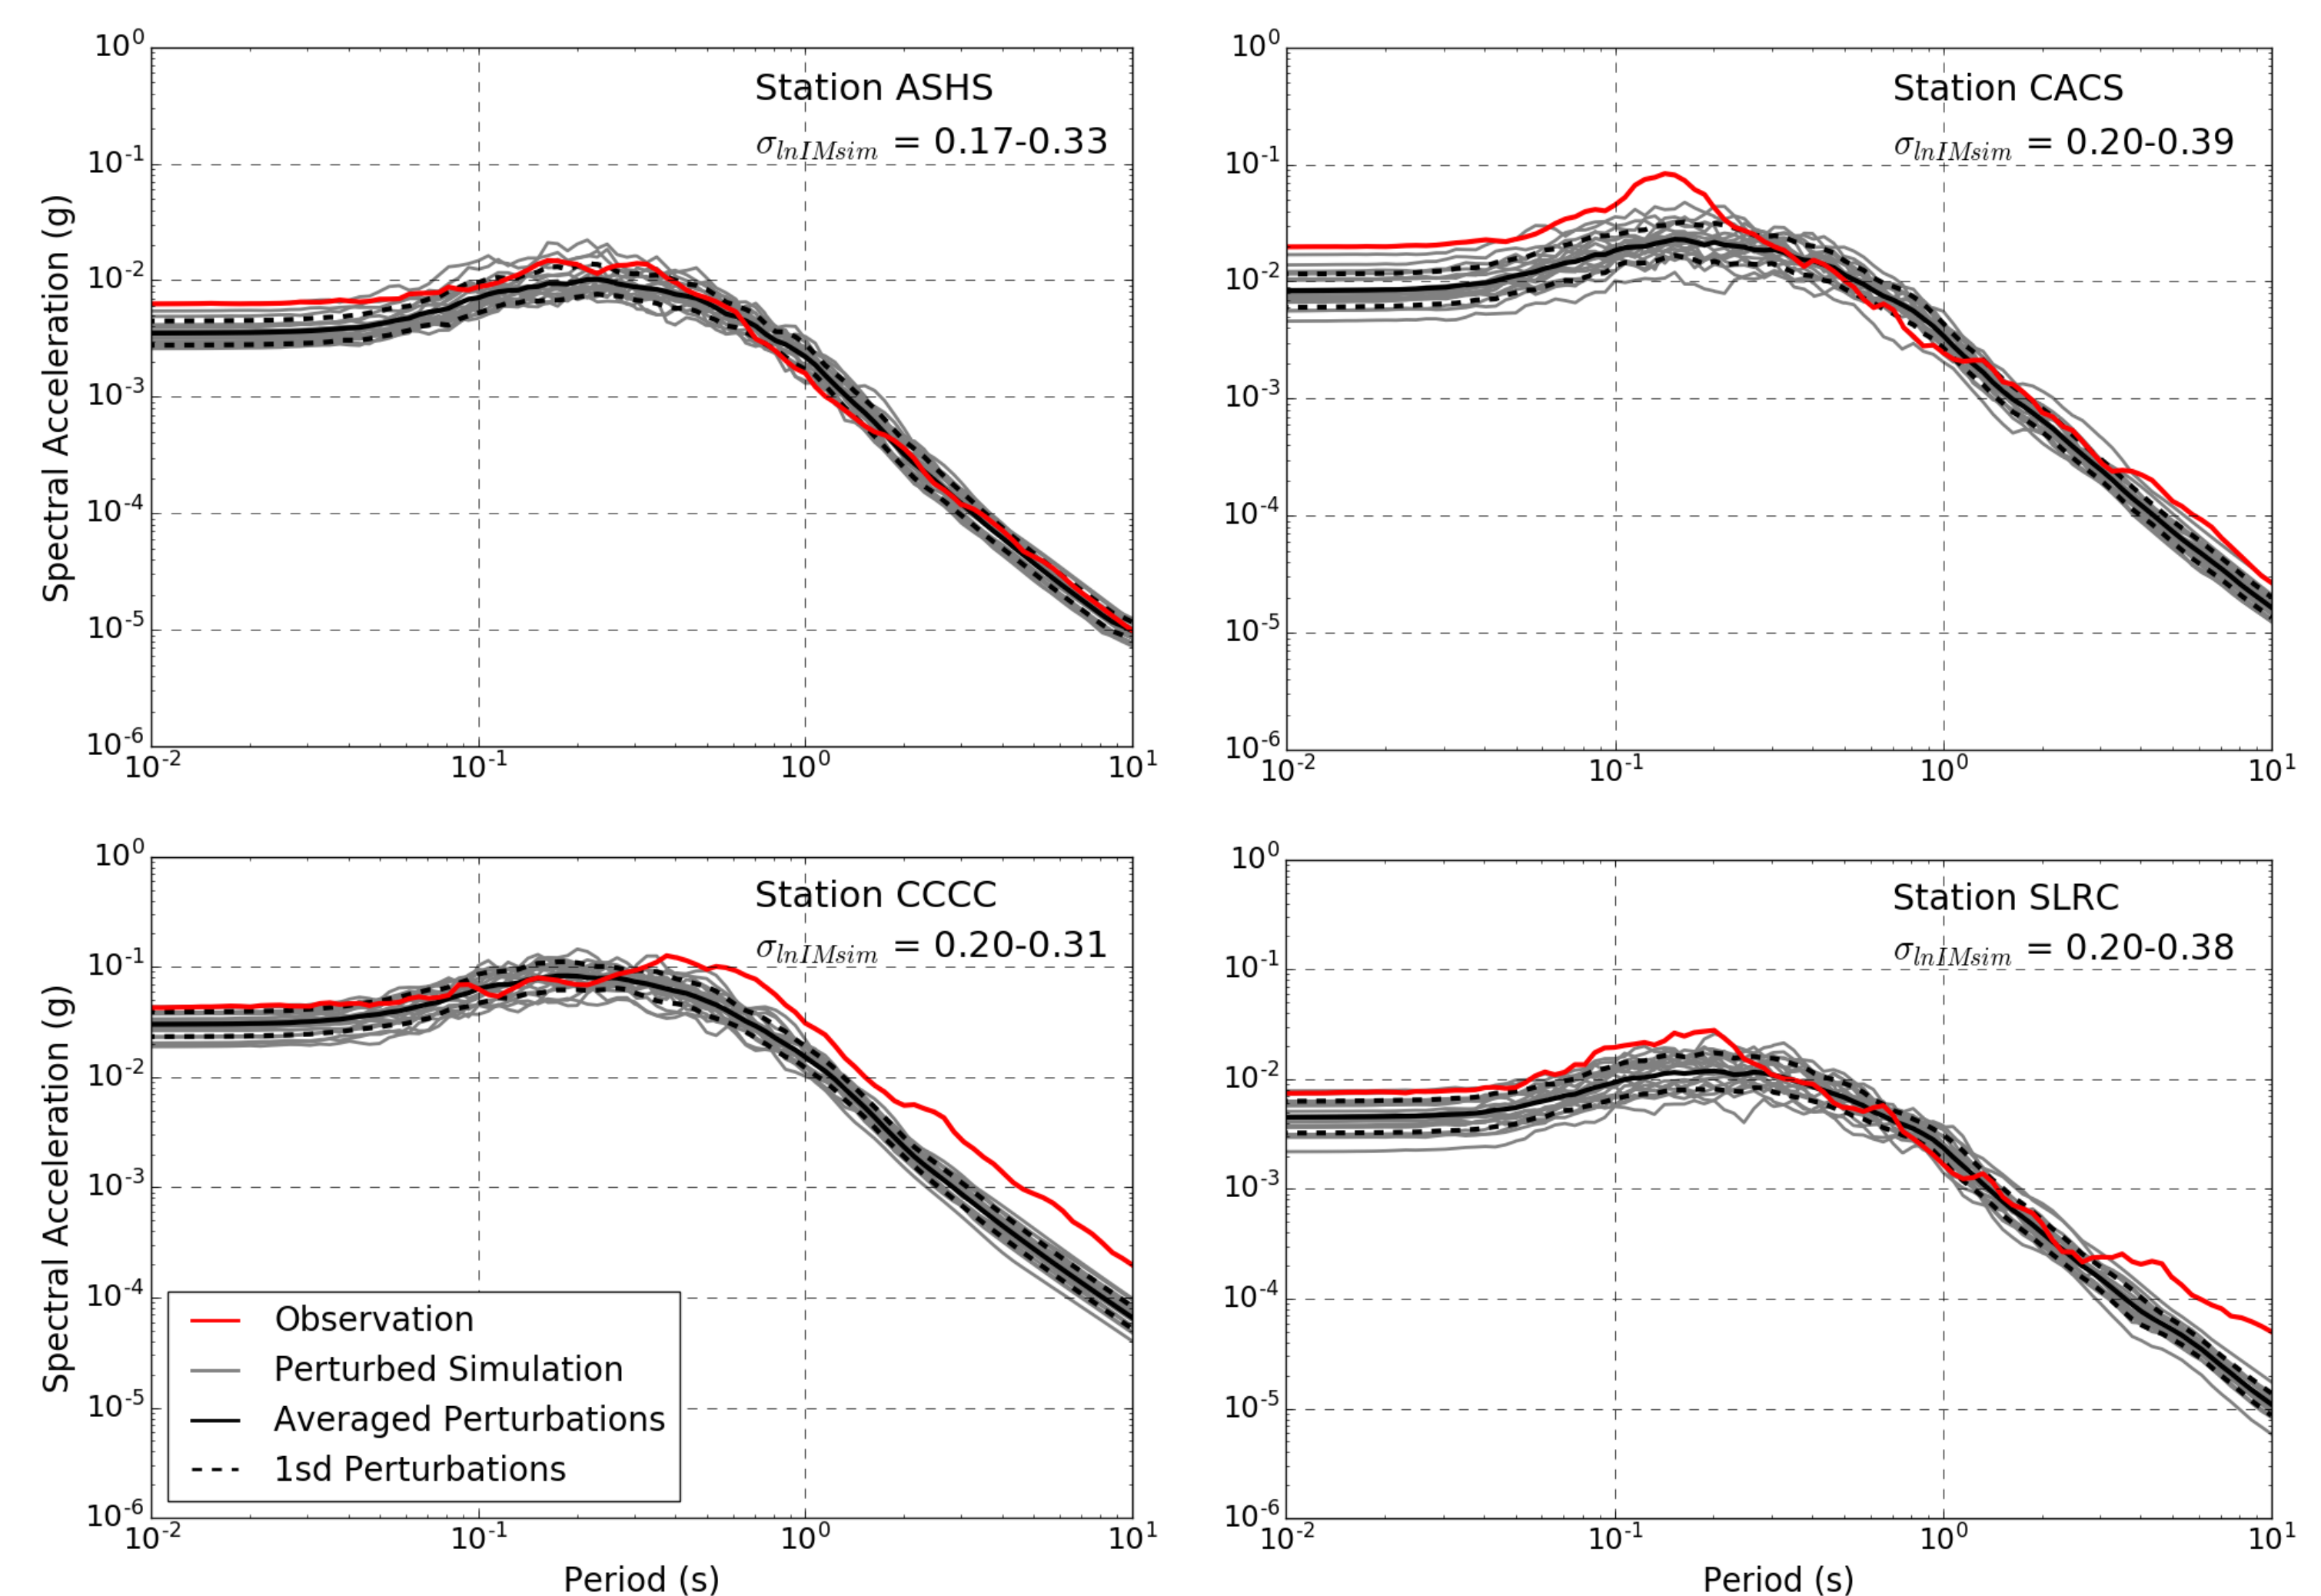 Station ASHS
σlnIMsim = 0.17-0.33
Spectral Acceleration (g)
10^0
10^-1
10^-2
10^-3
10^-4
10^-5
10^-6
10^-2 10^-1 10^0 10^1
Station CACS
σlnIMsim = 0.20-0.39
10^0
10^-1
10^-2
10^-3
10^-4
10^-5
10^-6
10^-2 10^-1 10^0 10^1
Station CCCC
σlnIMsim = 0.20-0.31
Spectral Acceleration (g)
10^0
10^-1
10^-2
10^-3
10^-4
10^-5
10^-6
Observation
Perturbed Simulation
Averaged Perturbations
1sd Perturbations
10^-2 10^-1 10^0 10^1
Period (s)
Station SLRC
σlnIMsim = 0.20-0.38
10^0
10^-1
10^-2
10^-3
10^-4
10^-5
10^-6
10^-2 10^-1 10^0 10^1
Period (s)